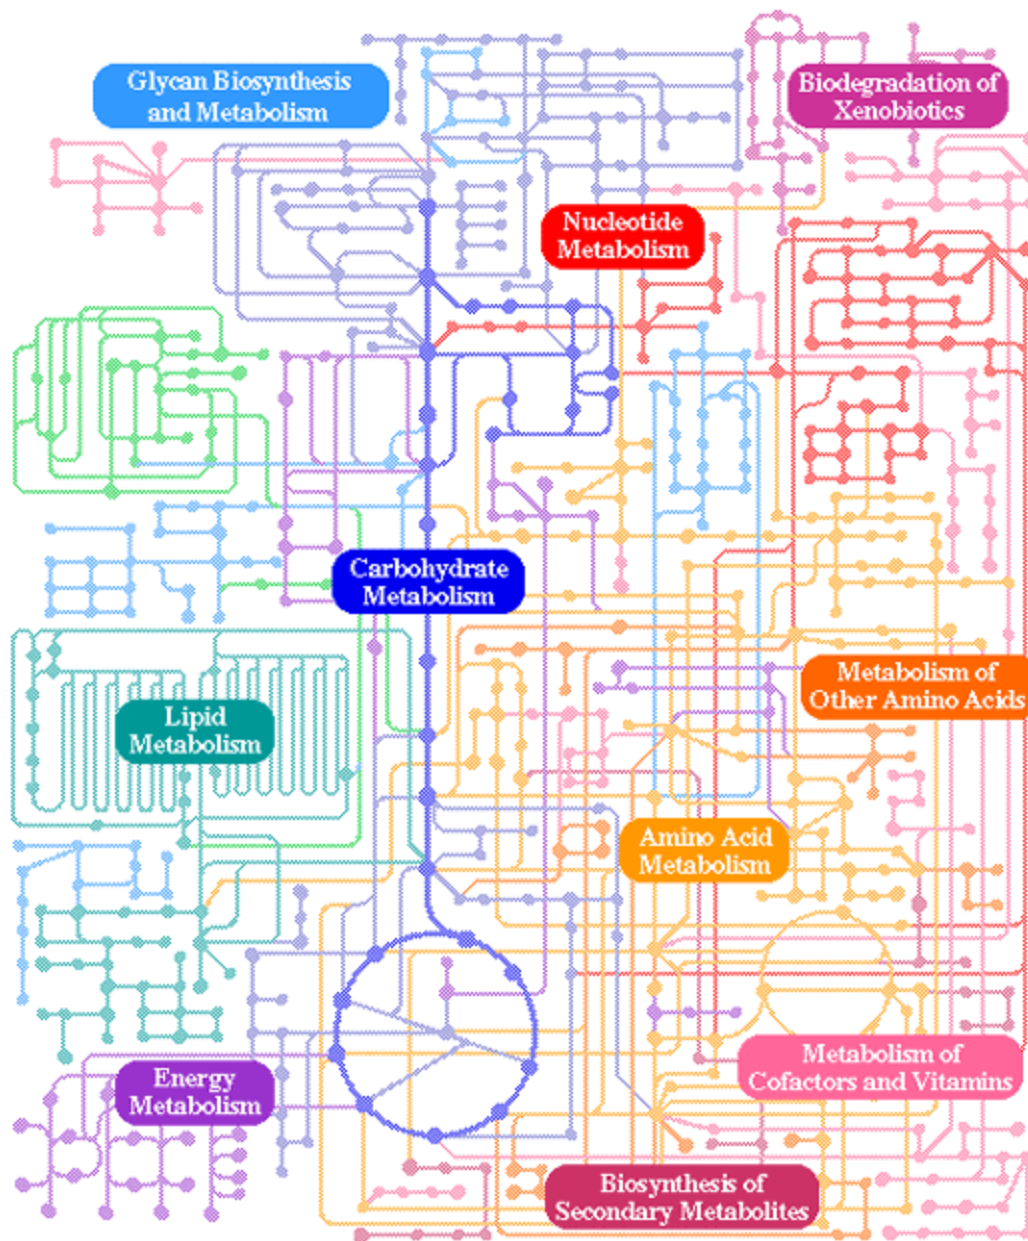 Glycan Biosynthesis
and Metabolism
Biodegradation of
Xenobiotics
Nucleotide
Metabolism
Carbohydrate
Metabolism
Metabolism of
Other Amino Acids
Lipid
Metabolism
Amino Acid
Metabolism
Metabolism of
Cofactors and Vitamins
Energy
Metabolism
Biosynthesis of
Secondary Metabolites